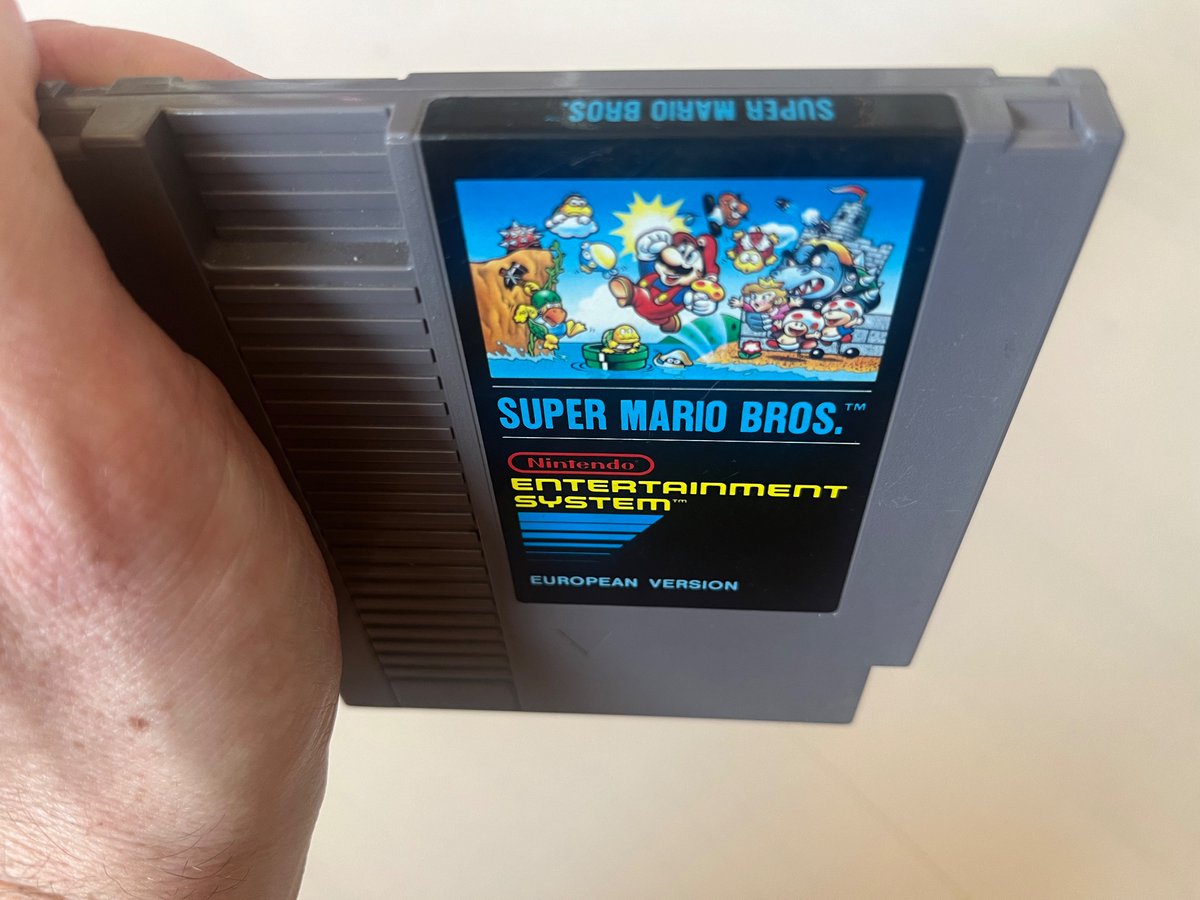 SUPER MARIO BROS.
SUPER MARIO BROS.™
Nintendo
ENTERTAINMENT
SYSTEM™
EUROPEAN VERSION